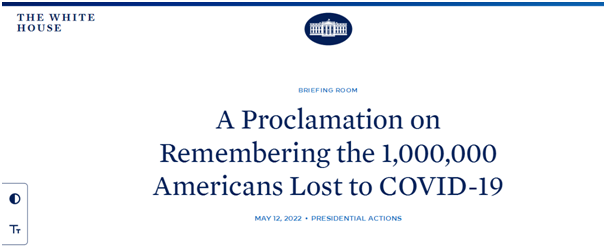 THE WHITE
HOUSE
BRIEFING ROOM
A Proclamation on
Remembering the 1,000,000
Americans Lost to COVID-19
MAY 12, 2022 • PRESIDENTIAL ACTIONS
TT